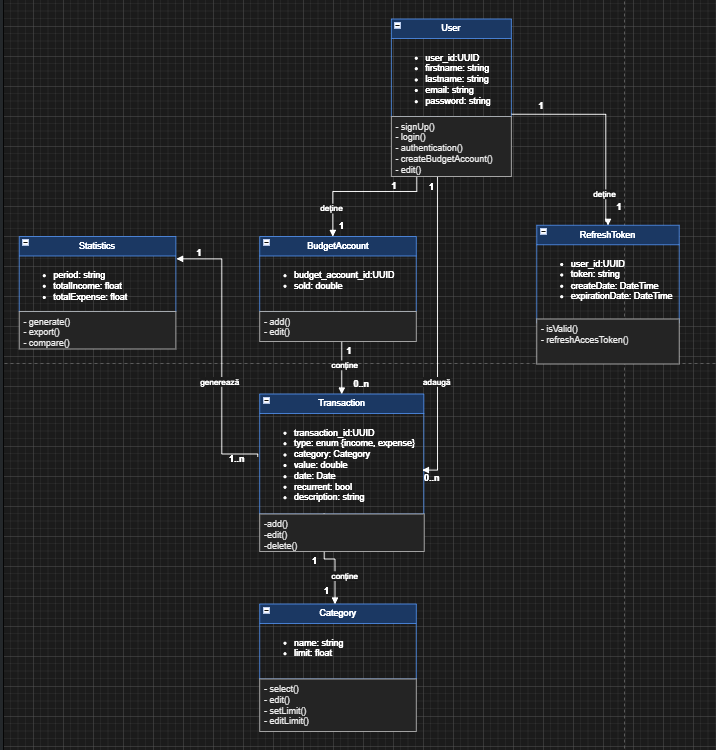 User
user_id:UUID
firstname: string
lastname: string
email: string
password: string
- signUp()
- login()
- authentication()
- createBudgetAccount()
- edit()
1
1
1
deține
1
deține
1
RefreshToken
user_id:UUID
token: string
createDate: DateTime
expirationDate: DateTime
- isValid()
- refreshAccesToken()
Statistics
period: string
totalIncome: float
totalExpense: float
- generate()
- export()
- compare()
1
BudgetAccount
budget_account_id:UUID
sold: double
- add()
- edit()
1
conține
0..n
generează
adaugă
1..n
0..n
Transaction
transaction_id:UUID
type: enum {income, expense}
category: Category
value: double
date: Date
recurrent: bool
description: string
-add()
-edit()
-delete()
1
conține
1
Category
name: string
limit: float
- select()
- edit()
- setLimit()
- editLimit()